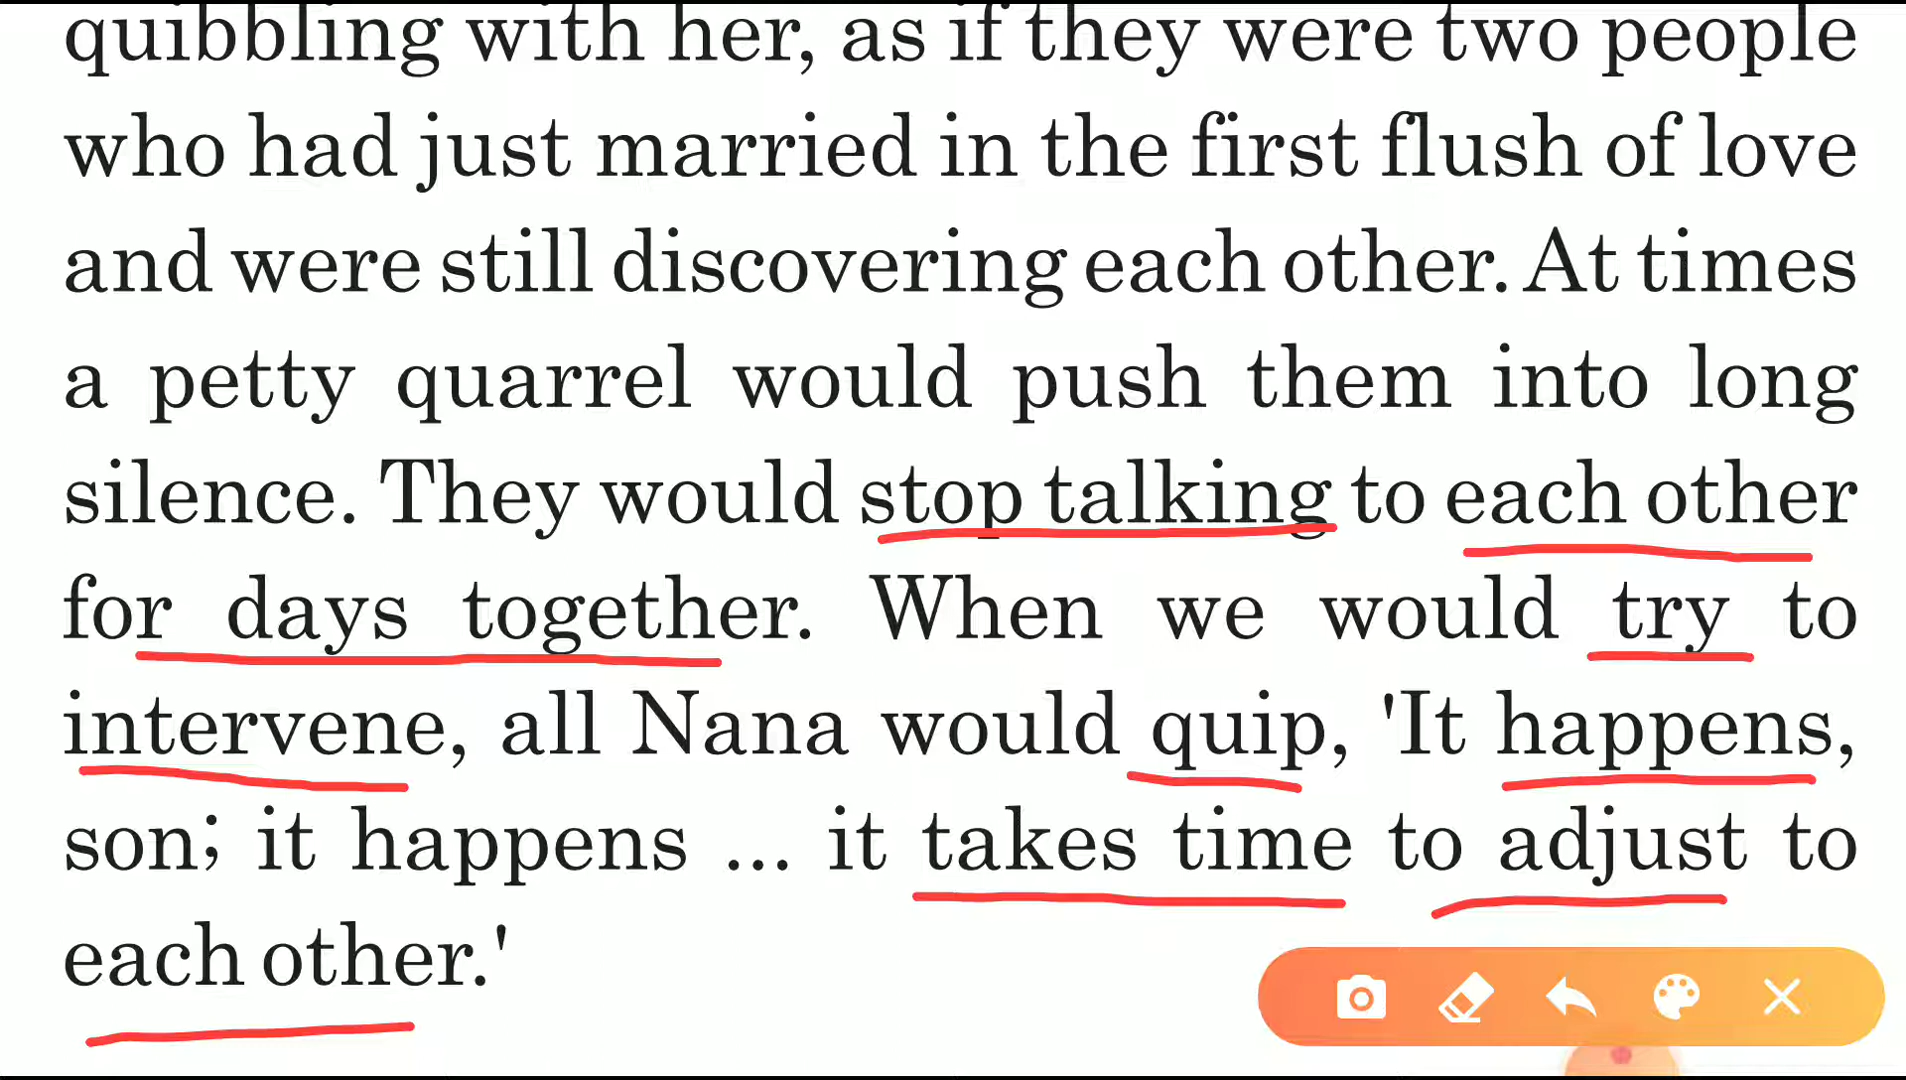 quibbling with her, as if they were two people
who had just married in the first flush of love
and were still discovering each other. At times
a petty quarrel would push them into long
silence. They would stop talking to each other
for days together. When we would try to
intervene, all Nana would quip, 'It happens,
son; it happens ... it takes time to adjust to
each other.'